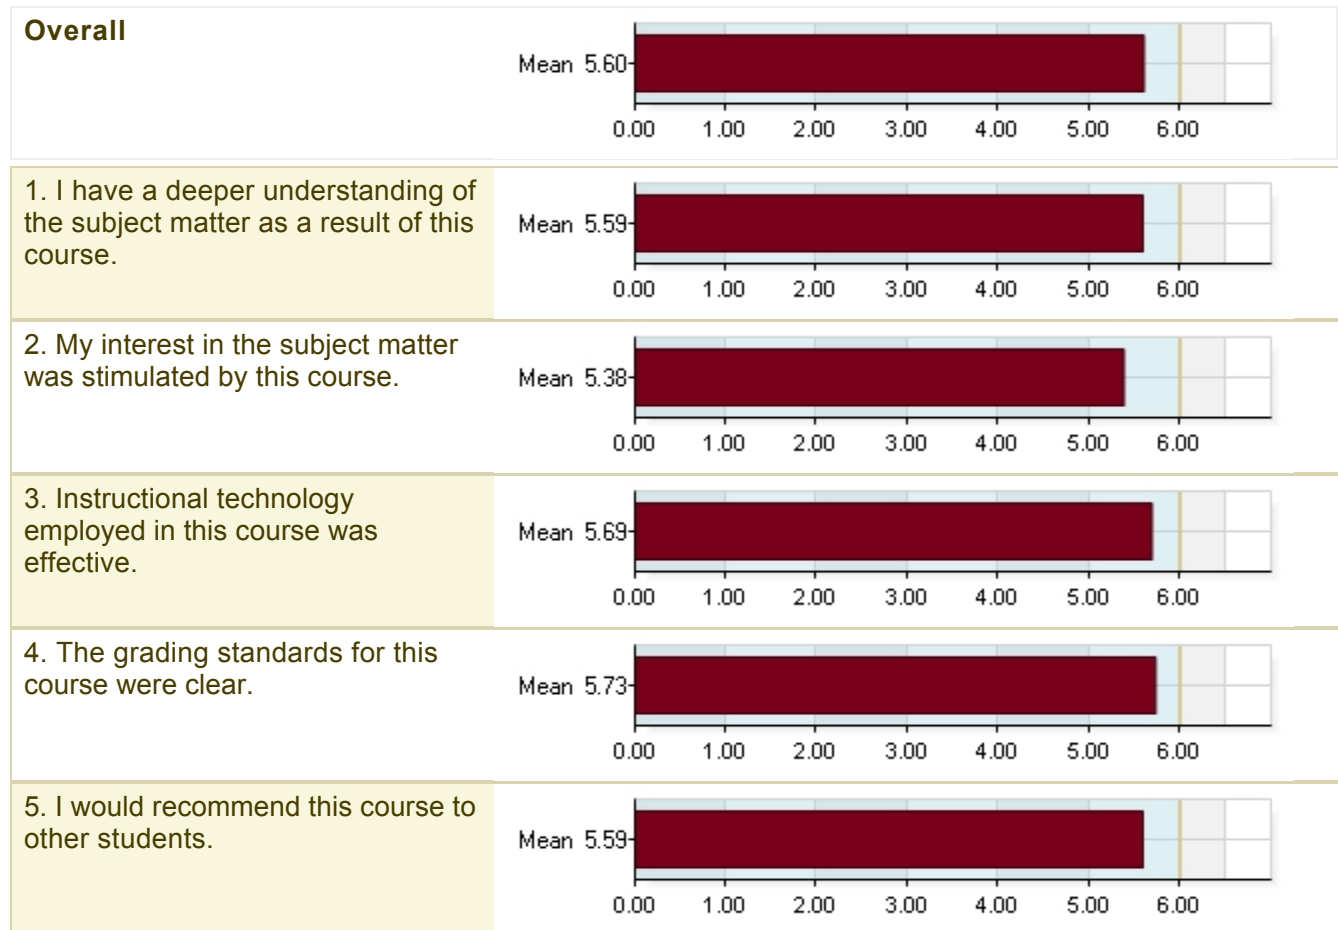 Overall
Mean 5.60
0.00 1.00 2.00 3.00 4.00 5.00 6.00
1. I have a deeper understanding of
the subject matter as a result of this
course.
Mean 5.59
0.00 1.00 2.00 3.00 4.00 5.00 6.00
2. My interest in the subject matter
was stimulated by this course.
Mean 5.38
0.00 1.00 2.00 3.00 4.00 5.00 6.00
3. Instructional technology
employed in this course was
effective.
Mean 5.69
0.00 1.00 2.00 3.00 4.00 5.00 6.00
4. The grading standards for this
course were clear.
Mean 5.73
0.00 1.00 2.00 3.00 4.00 5.00 6.00
5. I would recommend this course to
other students.
Mean 5.59
0.00 1.00 2.00 3.00 4.00 5.00 6.00